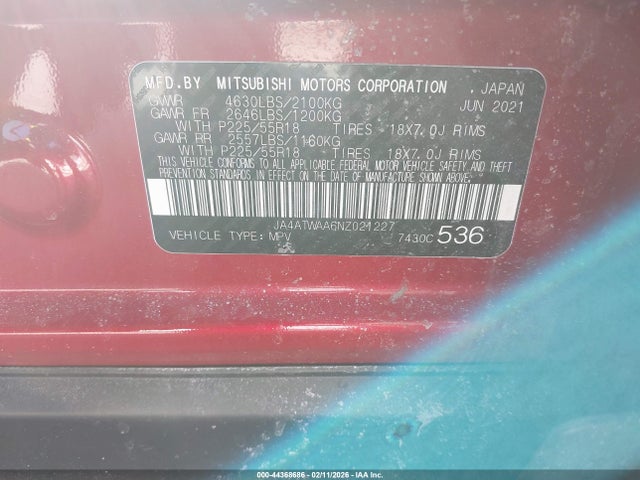 MFD.BY MITSUBISHI MOTORS CORPORATION , JAPAN
GVWR 4630LBS/2100KG JUN 2021
GAWR FR 2646LBS/1200KG
WITH P225/55R18 TIRES - 18X7.0J RIMS
GAWR RR 2557LBS/1160KG
WITH P225/55R18 TIRES 18X7.0J RIMS
THIS VEHICLE CONFORMS TO ALL APPLICABLE FEDERAL MOTOR VEHICLE SAFETY AND THEFT
PREVENTION STANDARDS IN EFFECT ON THE DATE OF MANUFACTURE SHOWN ABOVE.
JA4ATWAA6NZ021227
VEHICLE TYPE: MPV 7430C 536
000-44368686 - 02/11/2026 - IAA Inc.